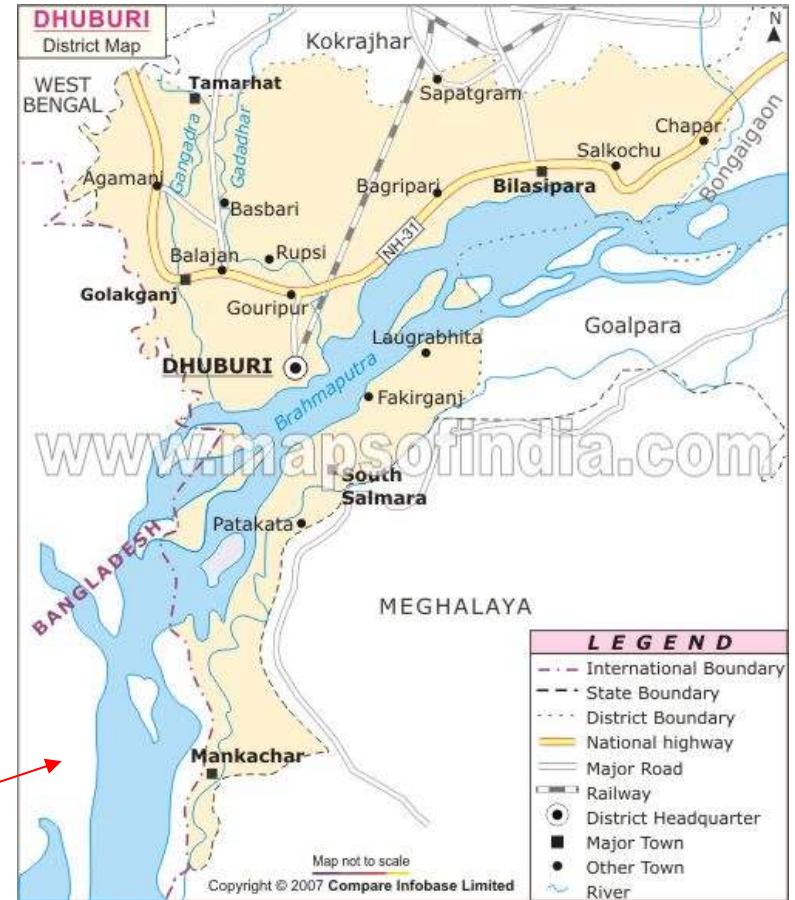 DHUBURI
District Map
N
Kokrajhar
WEST
BENGAL
Tamarhat
Sapatgram
Gangadra
Gadadhar
Chapar
Salkochu
Bongaigaon
Agamani
Bagripari
Bilasipara
Basbari
NH-31
Balajan
Rupsi
Golakganj
Gouripur
Goalpara
Laugrabhita
DHUBURI
Brahmaputra
Fakirganj
www.mapsofindia.com
South
Salmara
Patakata
BANGLADESH
MEGHALAYA
Mankachar
LEGEND
International Boundary
State Boundary
District Boundary
National highway
Major Road
Railway
District Headquarter
Major Town
Other Town
River
Map not to scale
Copyright © 2007 Compare Infobase Limited